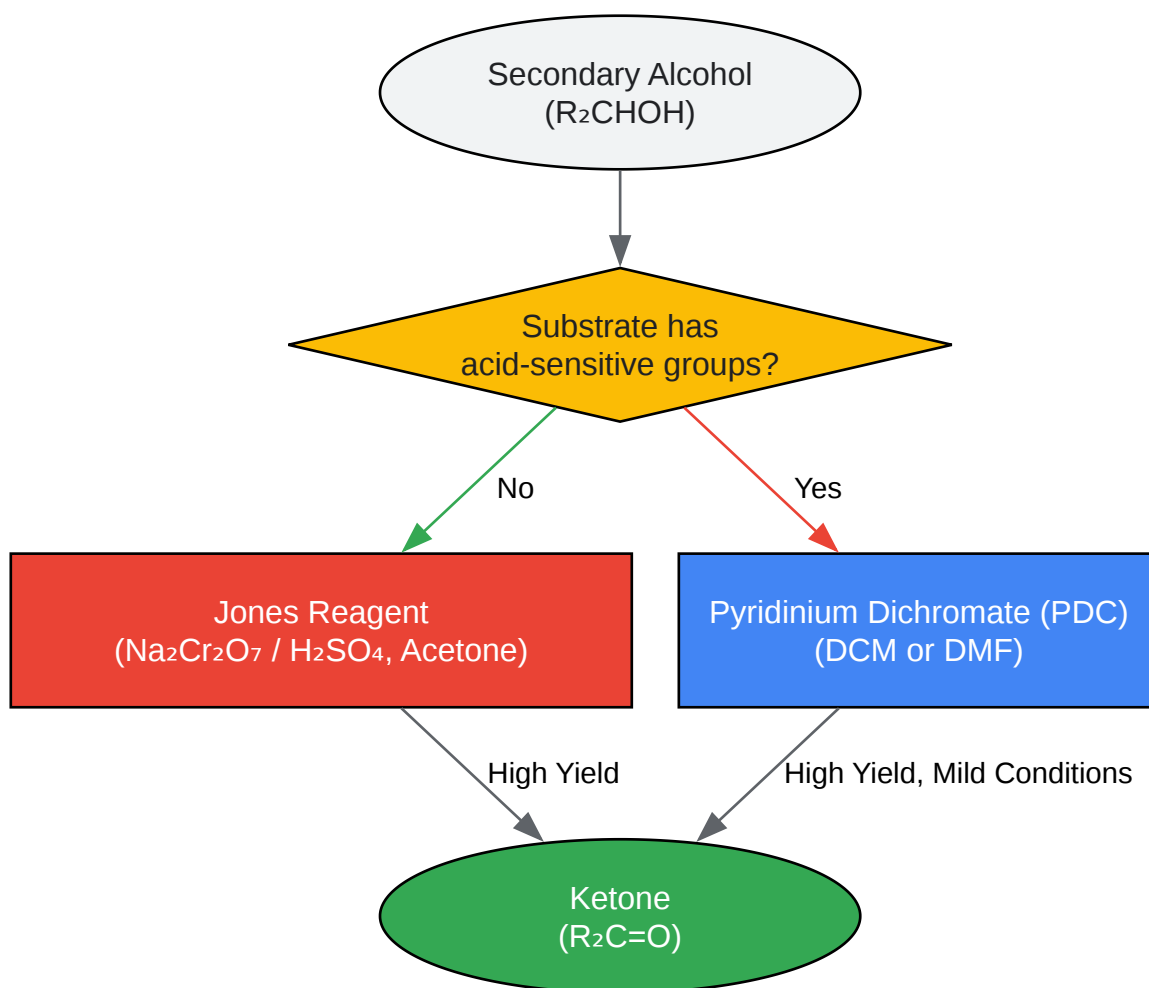 Secondary Alcohol
(R₂CHOH)
Substrate has
acid-sensitive groups?
No
Yes
Jones Reagent
(Na₂Cr₂O₇ / H₂SO₄, Acetone)
Pyridinium Dichromate (PDC)
(DCM or DMF)
High Yield
High Yield, Mild Conditions
Ketone
(R₂C=O)